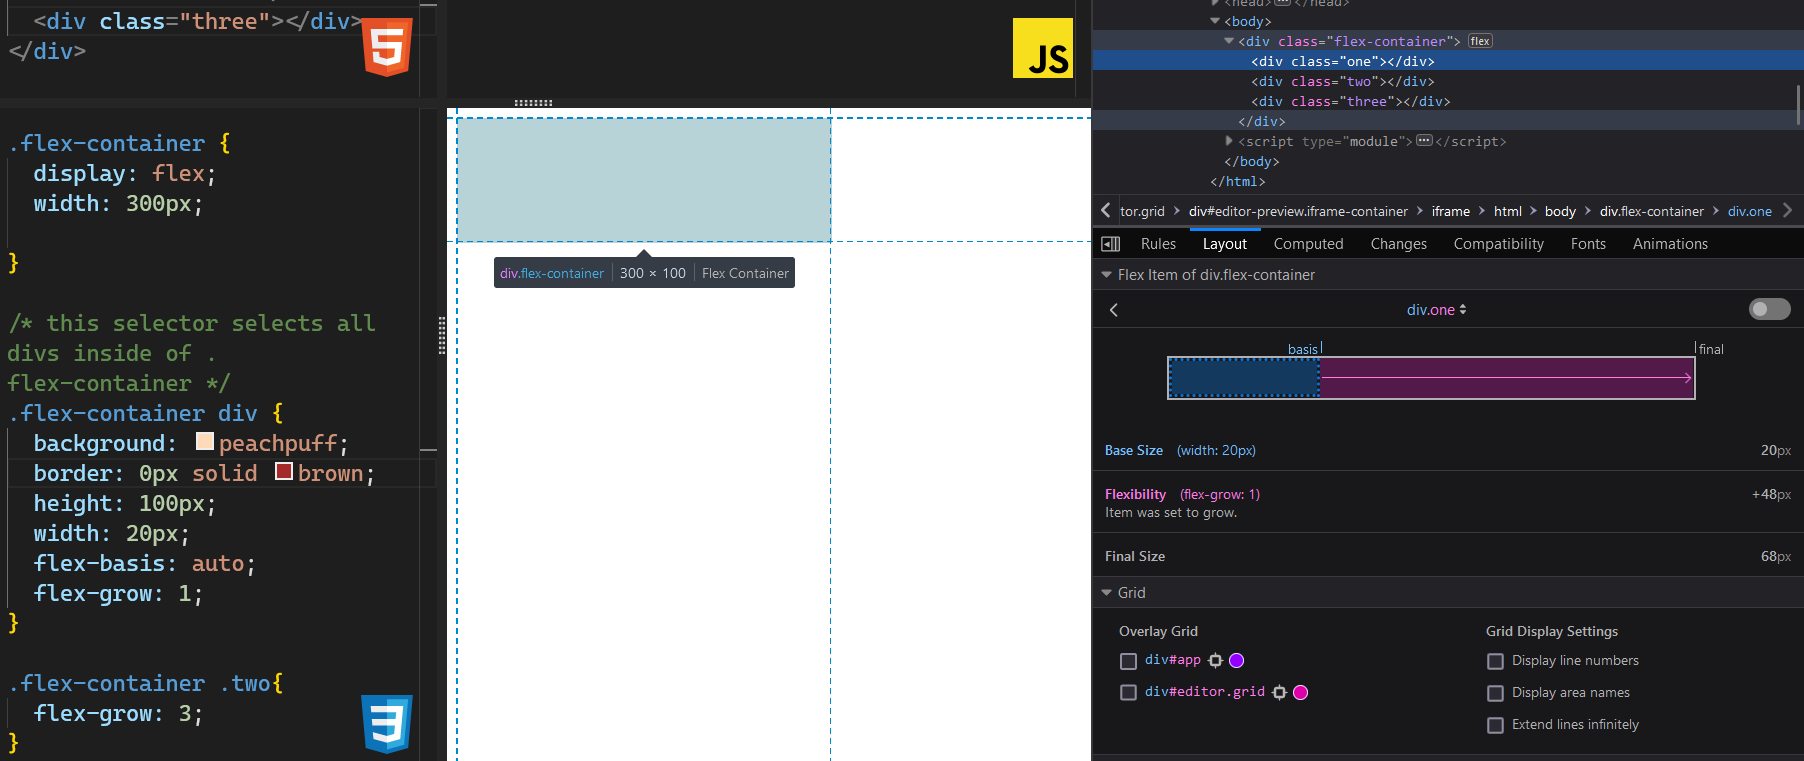 <div class="three"></div>
</div>
5
.flex-container {
display: flex;
width: 300px;
}
/* this selector selects all
divs inside of .
flex-container */
.flex-container div {
background: peachpuff;
border: 0px solid brown;
height: 100px;
width: 20px;
flex-basis: auto;
flex-grow: 1;
}
.flex-container .two{
flex-grow: 3;
}
3
JS
div.flex-container 300 × 100 Flex Container
<head></head>
<body>
<div class="flex-container"> flex
<div class="one"></div>
<div class="two"></div>
<div class="three"></div>
</div>
<script type="module"></script>
</body>
</html>
tor.grid div#editor-preview.iframe-container iframe html body div.flex-container div.one
Rules Layout Computed Changes Compatibility Fonts Animations
Flex Item of div.flex-container
div.one
basis final
Base Size (width: 20px) 20px
Flexibility (flex-grow: 1) +48px
Item was set to grow.
Final Size 68px
Grid
Overlay Grid
div#app
div#editor.grid
Grid Display Settings
Display line numbers
Display area names
Extend lines infinitely